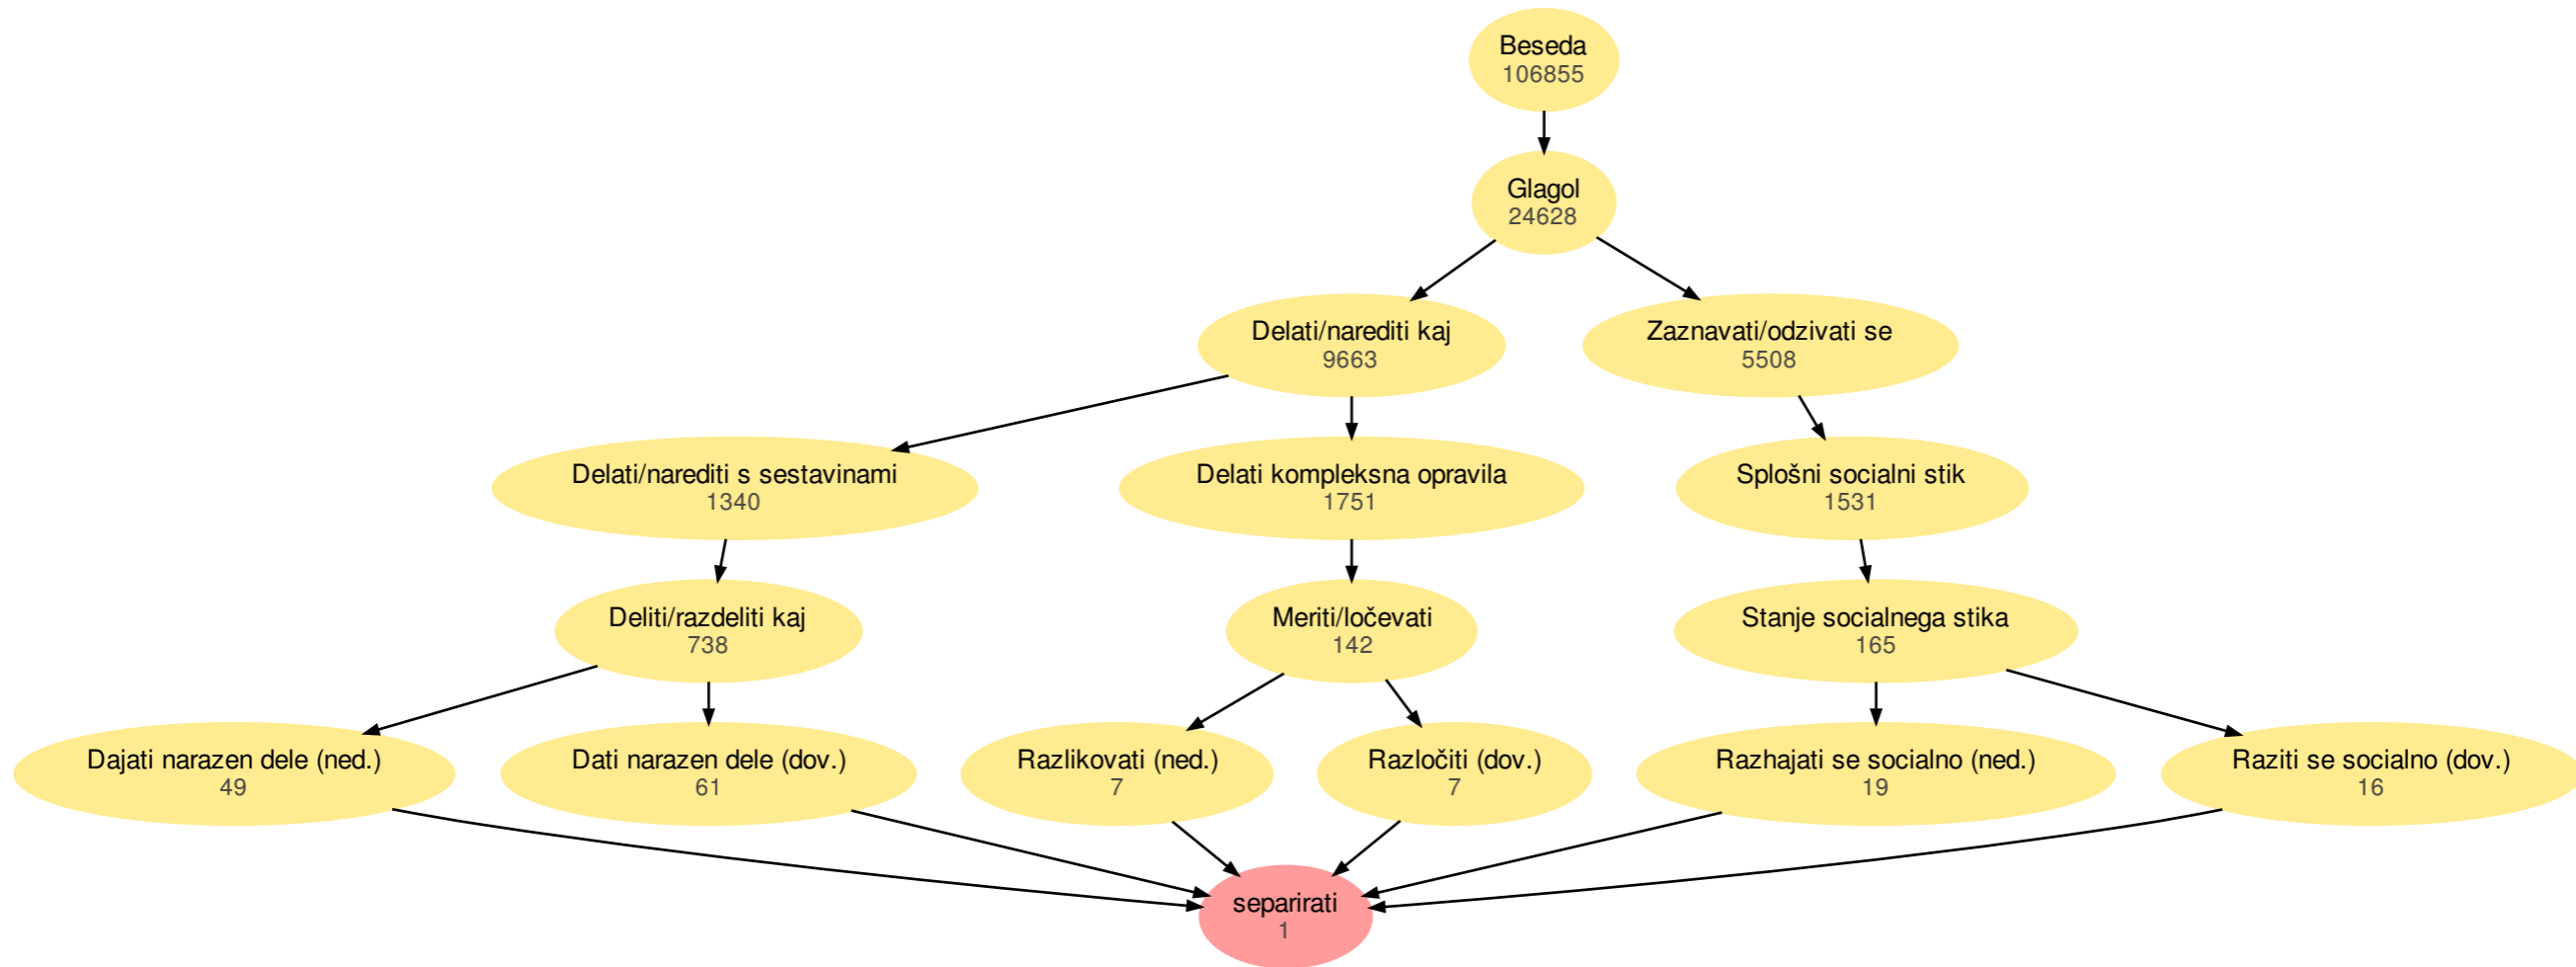 Beseda
106855
Glagol
24628
Delati/narediti kaj
9663
Zaznavati/odzivati se
5508
Delati/narediti s sestavinami
1340
Delati kompleksna opravila
1751
Splošni socialni stik
1531
Deliti/razdeliti kaj
738
Meriti/ločevati
142
Stanje socialnega stika
165
Dajati narazen dele (ned.)
49
Dati narazen dele (dov.)
61
Razlikovati (ned.)
7
Razločiti (dov.)
7
Razhajati se socialno (ned.)
19
Raziti se socialno (dov.)
16
separirati
1